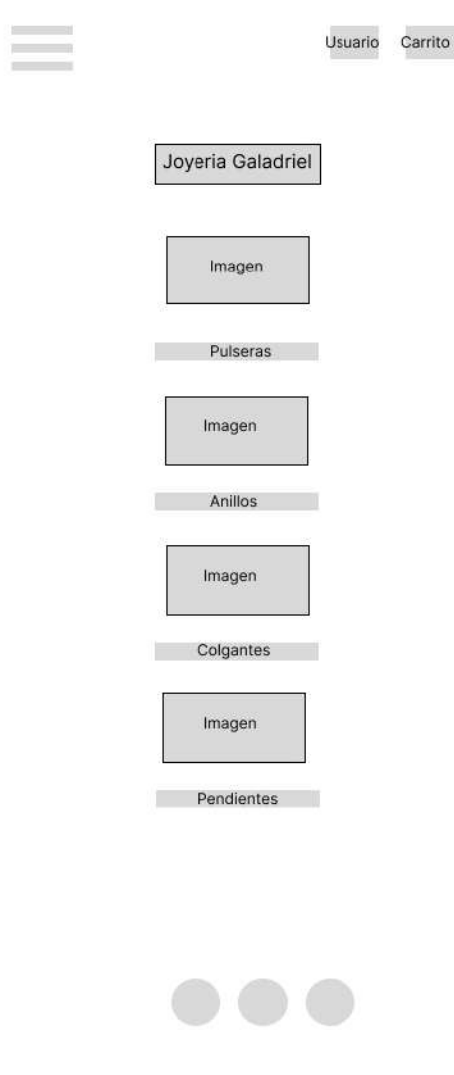 Usuario Carrito
Joyeria Galadriel
Imagen
Pulseras
Imagen
Anillos
Imagen
Colgantes
Imagen
Pendientes